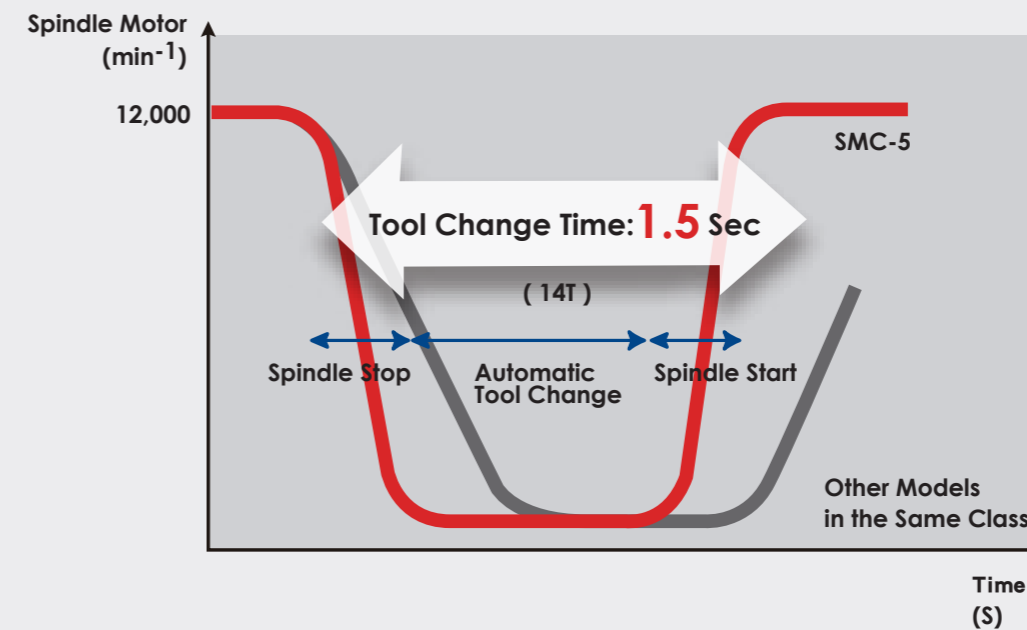 Spindle Motor
(min-1)
12,000
SMC-5
Tool Change Time: 1.5 Sec
( 14T )
Spindle Stop
Automatic
Tool Change
Spindle Start
Other Models
in the Same Class
Time
(S)